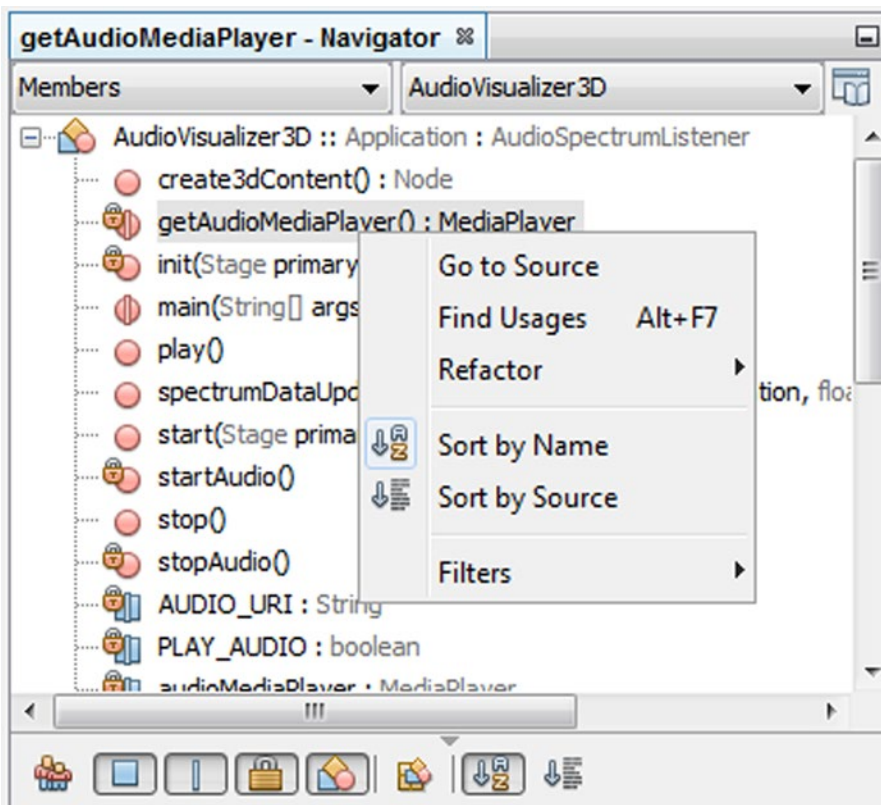 getAudioMediaPlayer - Navigator
Members AudioVisualizer3D
AudioVisualizer3D :: Application : AudioSpectrumListener
create3dContent() : Node
getAudioMediaPlayer() : MediaPlayer
init(Stage primary
main(String[] args
play()
spectrumDataUpd tion, floa
start(Stage prima
startAudio()
stop()
stopAudio()
AUDIO_URI : String
PLAY_AUDIO : boolean
audioMediaPlayer : MediaPlayer
Go to Source
Find Usages Alt+F7
Refactor
Sort by Name
Sort by Source
Filters